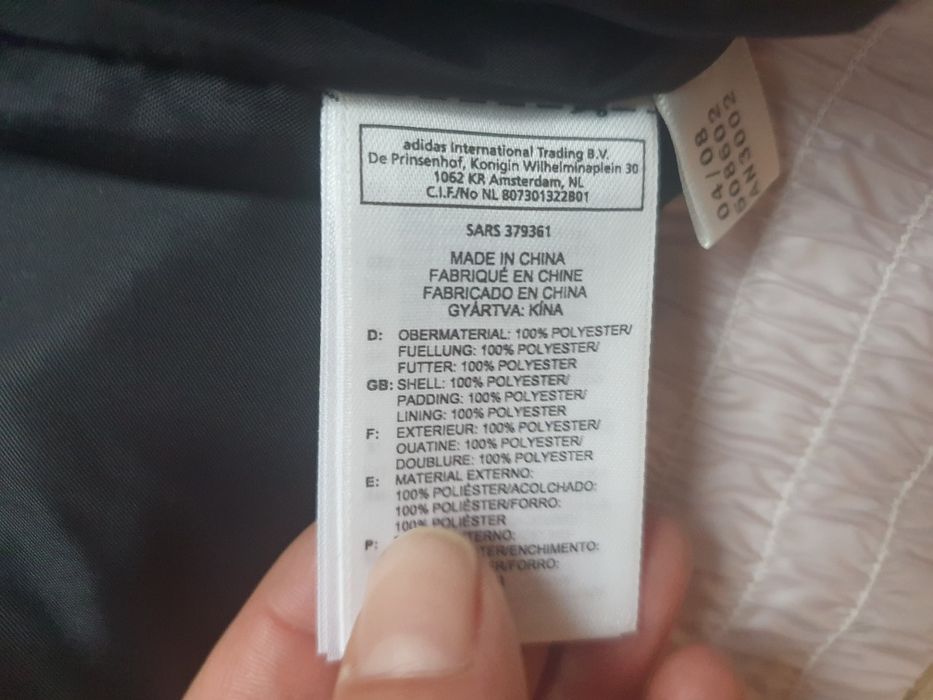 adidas International Trading B.V.
De Prinsenhof, Konigin Wilhelminaplein 30
1062 KR Amsterdam, NL
C.I.F./No NL 807301322B01
SARS 379361
MADE IN CHINA
FABRIQUÉ EN CHINE
FABRICADO EN CHINA
GYÁRTVA: KÍNA
D: OBERMATERIAL: 100% POLYESTER/
FUELLUNG: 100% POLYESTER/
FUTTER: 100% POLYESTER
GB: SHELL: 100% POLYESTER/
PADDING: 100% POLYESTER/
LINING: 100% POLYESTER
F: EXTERIEUR: 100% POLYESTER/
OUATINE: 100% POLYESTER/
DOUBLURE: 100% POLYESTER
E: MATERIAL EXTERNO:
100% POLIÉSTER/ACOLCHADO:
100% POLIÉSTER/FORRO:
100% POLIÉSTER
P:
/ENCHIMENTO:
/FORRO:
04/08
508602
AN3002